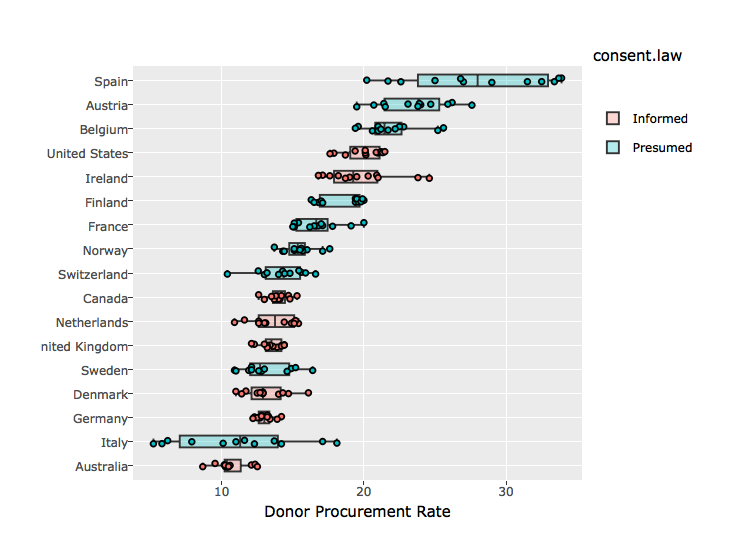 consent.law
Informed
Presumed
Spain
Austria
Belgium
United States
Ireland
Finland
France
Norway
Switzerland
Canada
Netherlands
nited Kingdom
Sweden
Denmark
Germany
Italy
Australia
10 20 30
Donor Procurement Rate